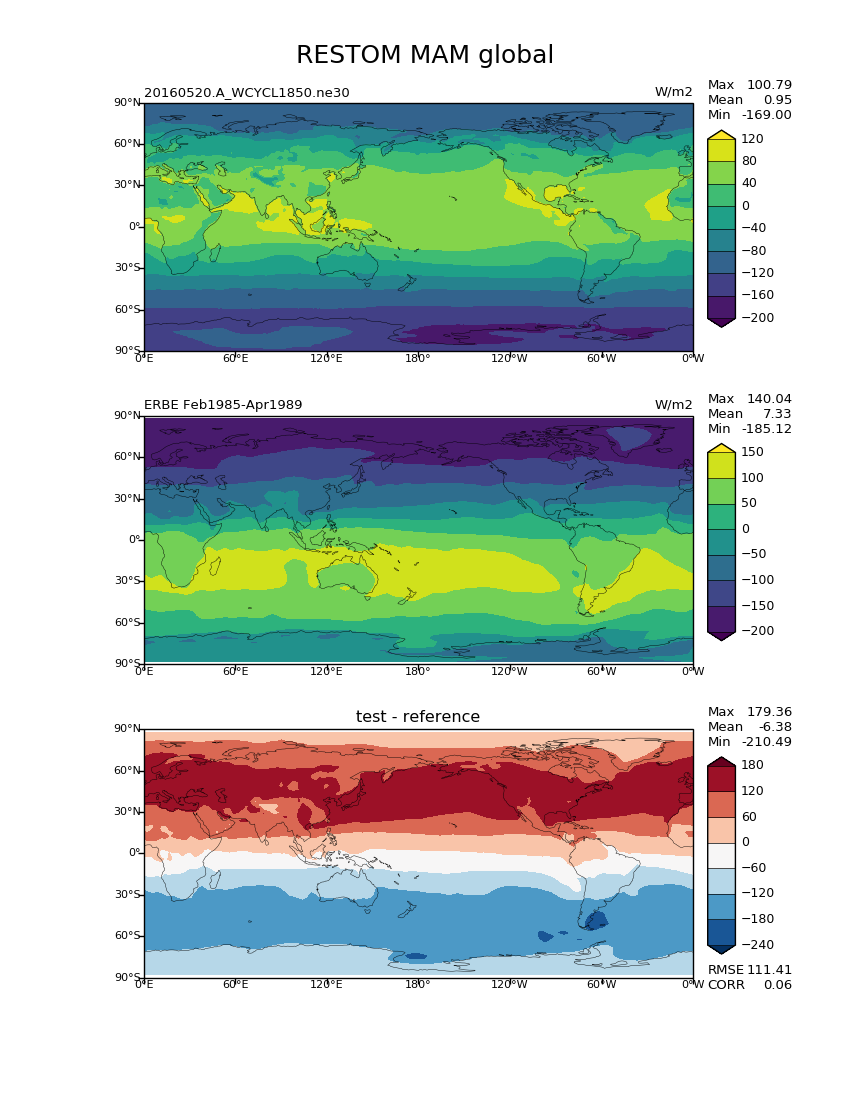 RESTOM MAM global
20160520.A_WCYCL1850.ne30 W/m2
Max 100.79
Mean 0.95
Min -169.00
90°N
60°N
30°N
0°
30°S
60°S
90°S
0°E 60°E 120°E 180° 120°W 60°W 0°W
120
80
40
0
−40
−80
−120
−160
−200
ERBE Feb1985-Apr1989 W/m2
Max 140.04
Mean 7.33
Min -185.12
90°N
60°N
30°N
0°
30°S
60°S
90°S
0°E 60°E 120°E 180° 120°W 60°W 0°W
150
100
50
0
−50
−100
−150
−200
test - reference
Max 179.36
Mean -6.38
Min -210.49
90°N
60°N
30°N
0°
30°S
60°S
90°S
0°E 60°E 120°E 180° 120°W 60°W 0°W
180
120
60
0
−60
−120
−180
−240
RMSE 111.41
CORR 0.06